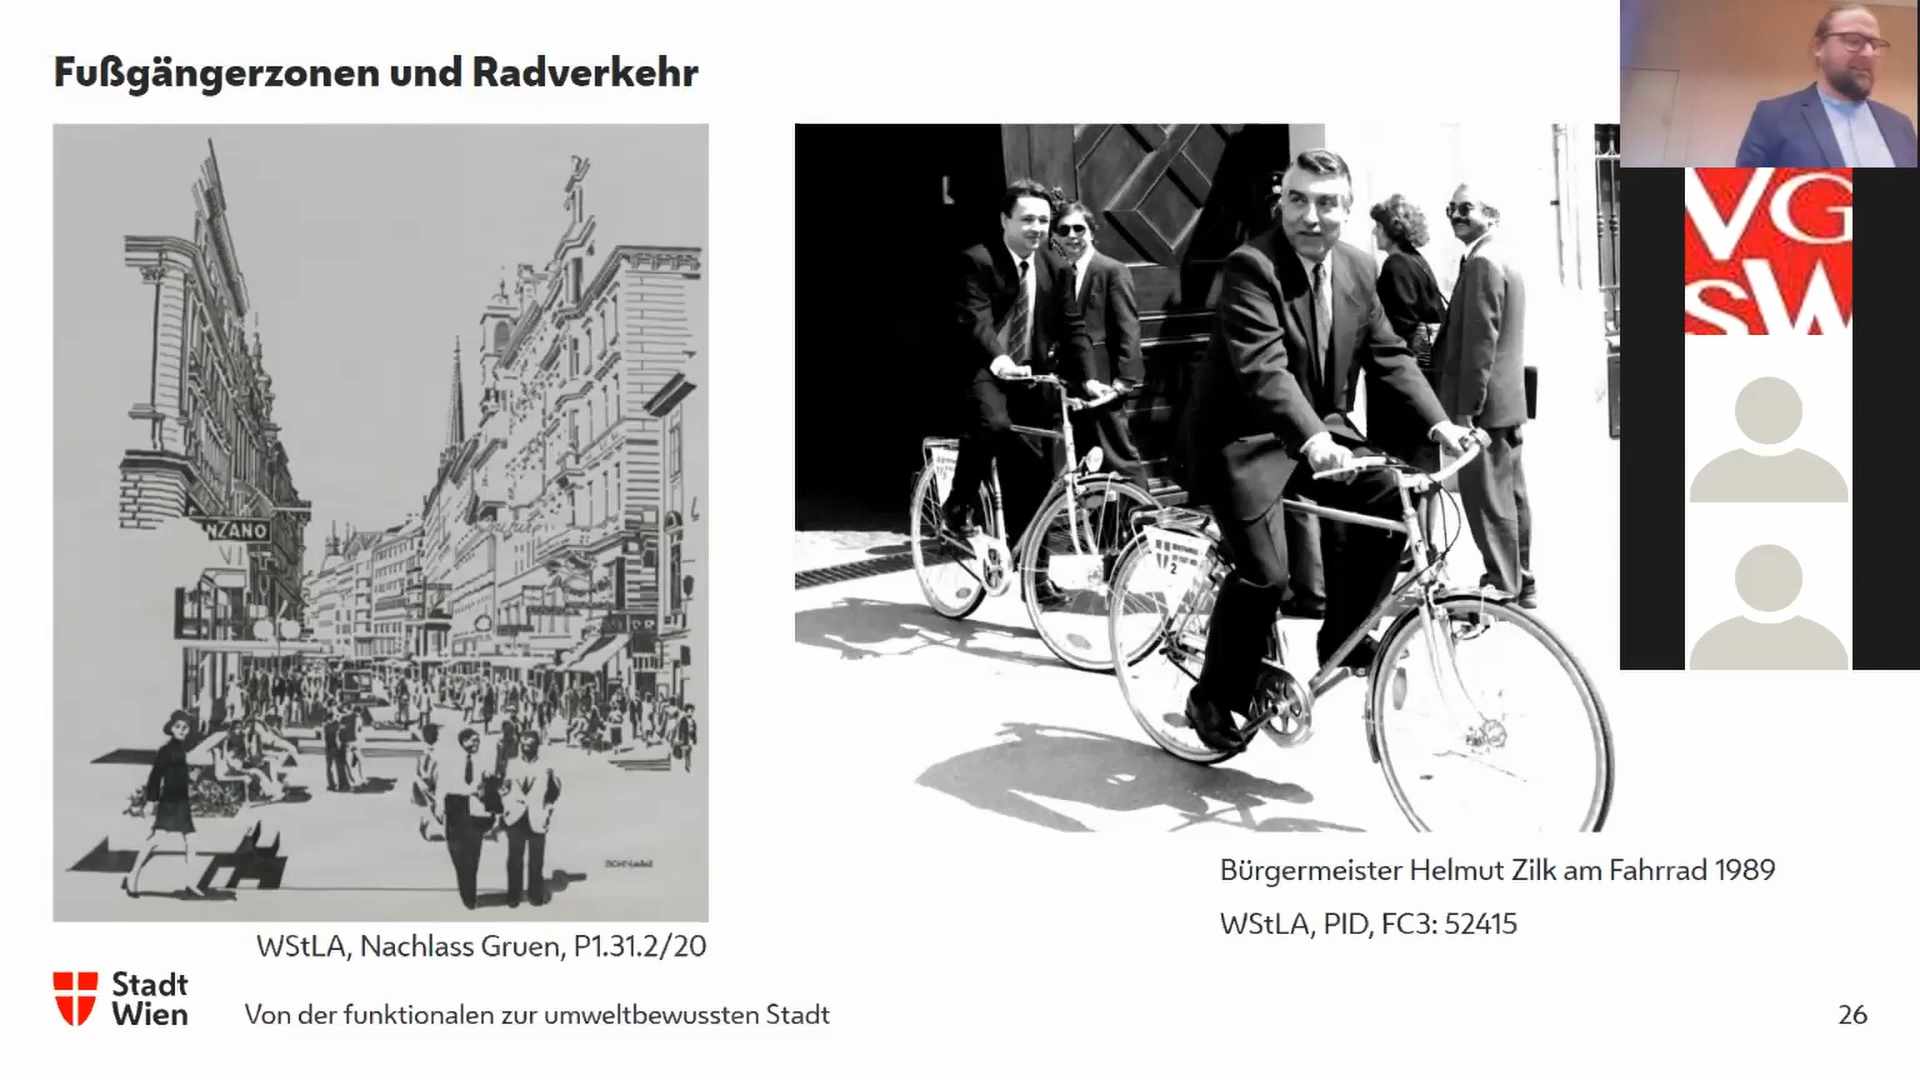 Fußgängerzonen und Radverkehr
VG
SW
NZANO
2
Bürgermeister Helmut Zilk am Fahrrad 1989
WStLA, PID, FC3: 52415
WStLA, Nachlass Gruen, P1.31.2/20
Stadt
Wien
Von der funktionalen zur umweltbewussten Stadt
26